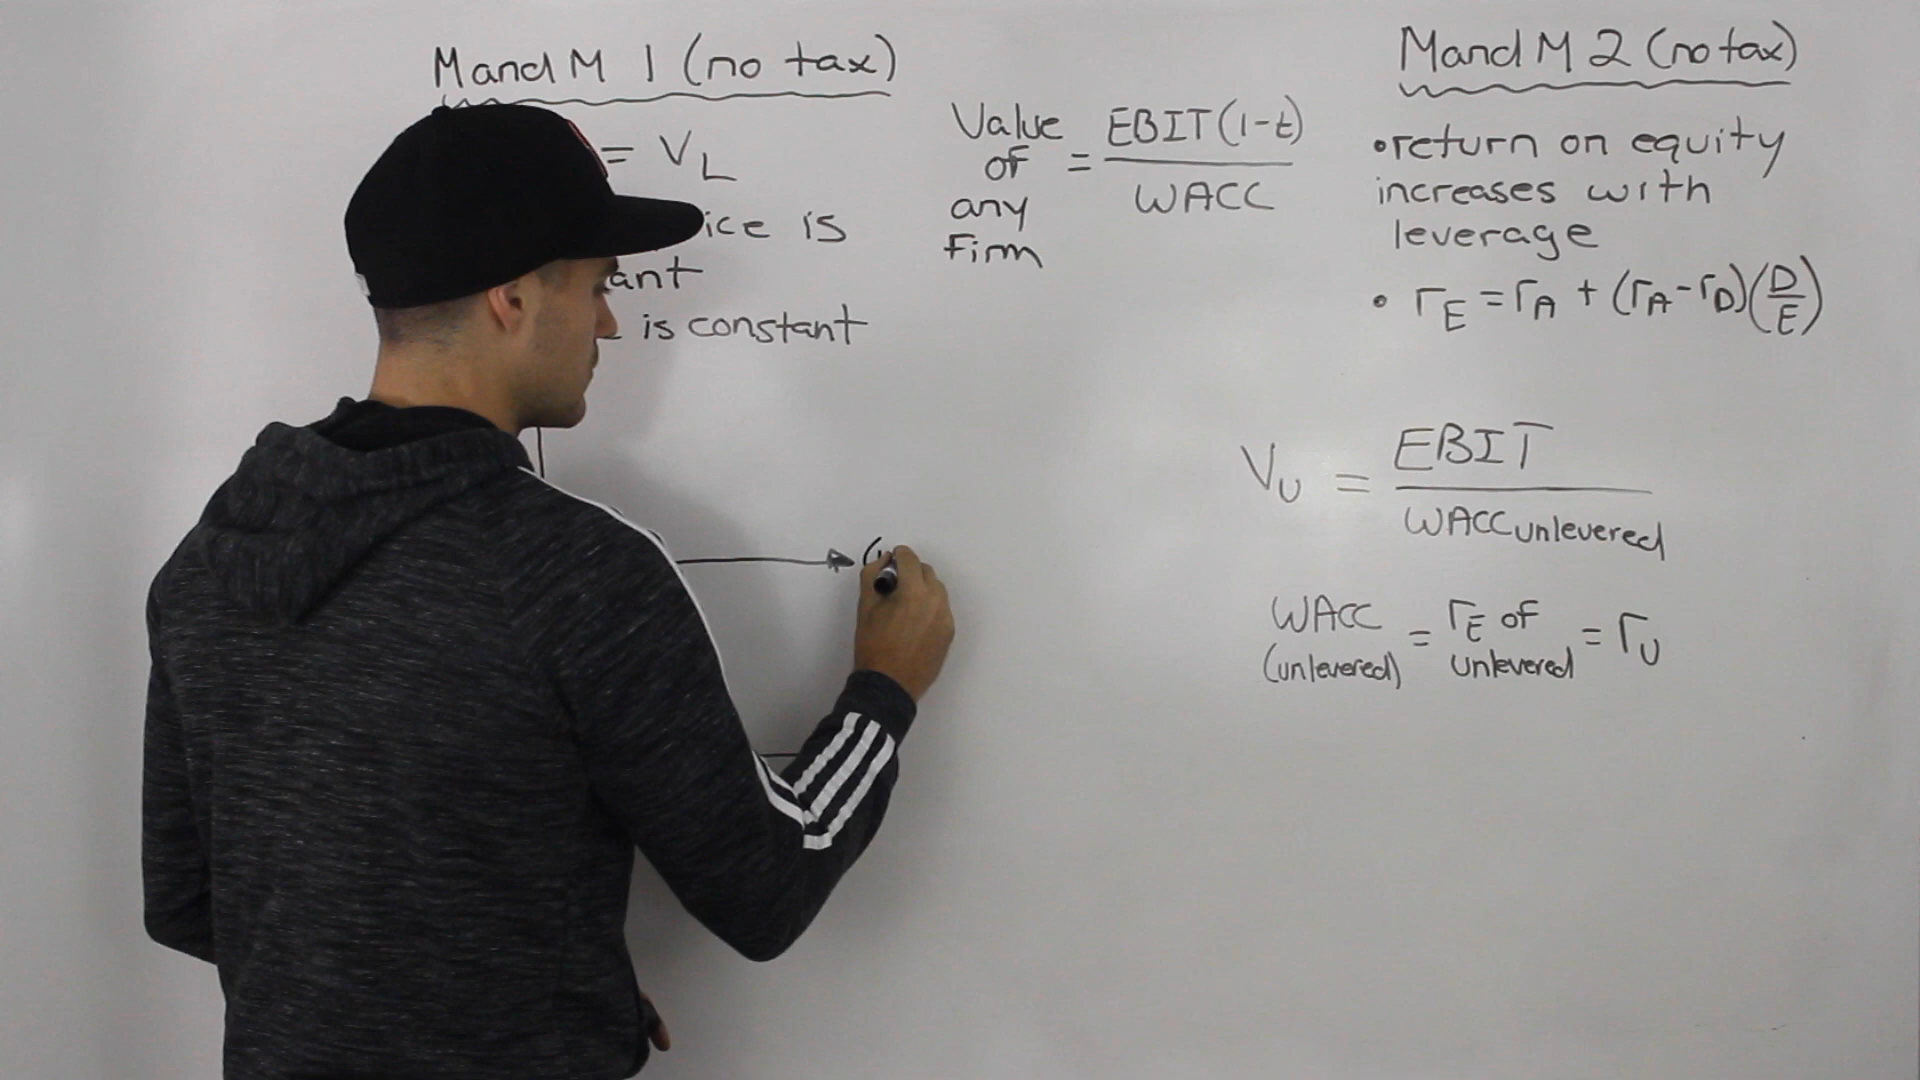 M and M 1 (no tax)
= V_L
is
is constant
Value of any firm = EBIT(1-t) / WACC
M and M 2 (no tax)
• return on equity
increases with
leverage
• r_E = r_A + (r_A - r_D)(D/E)
V_U = EBIT / WACC unlevered
WACC (unlevered) = r_E of unlevered = r_U